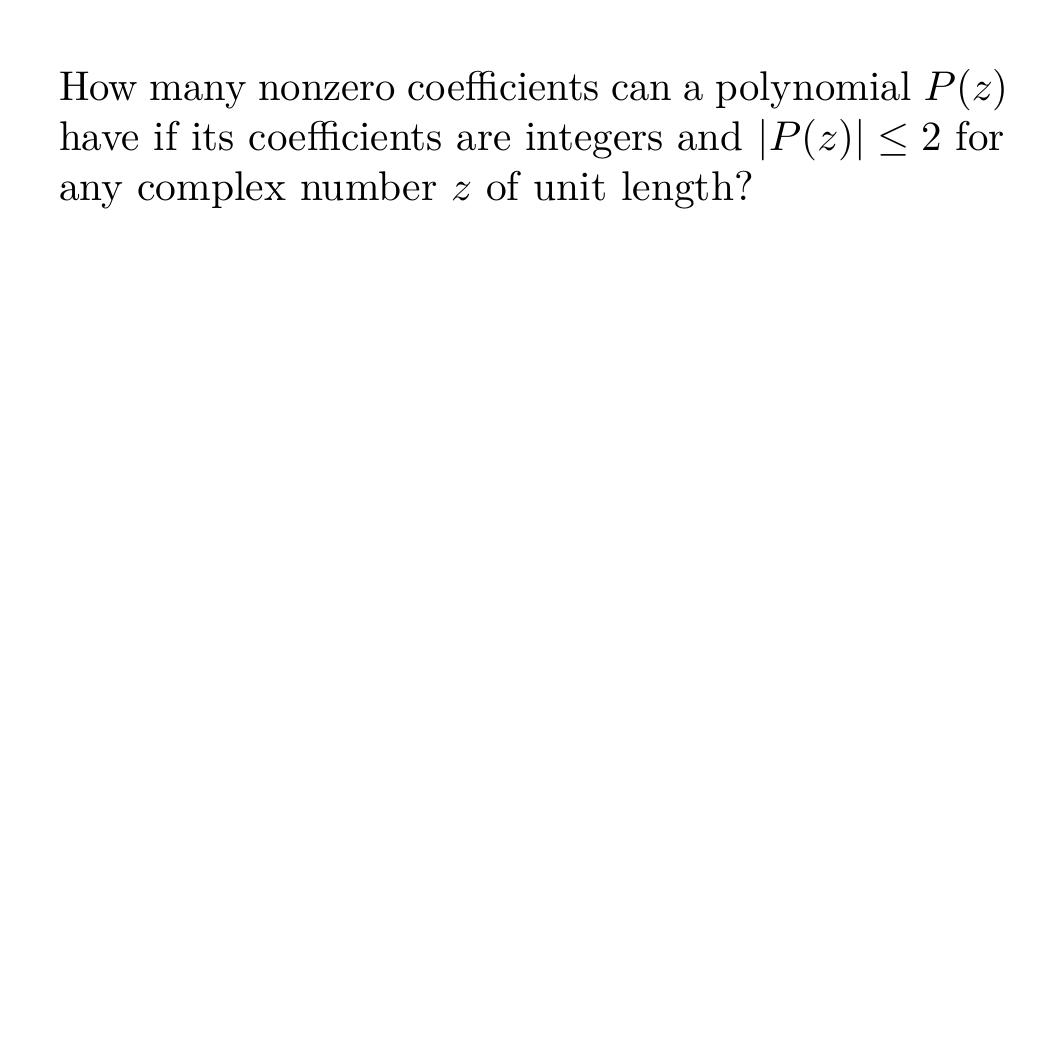 How many nonzero coefficients can a polynomial $P(z)$
have if its coefficients are integers and $|P(z)| \leq 2$ for
any complex number $z$ of unit length?